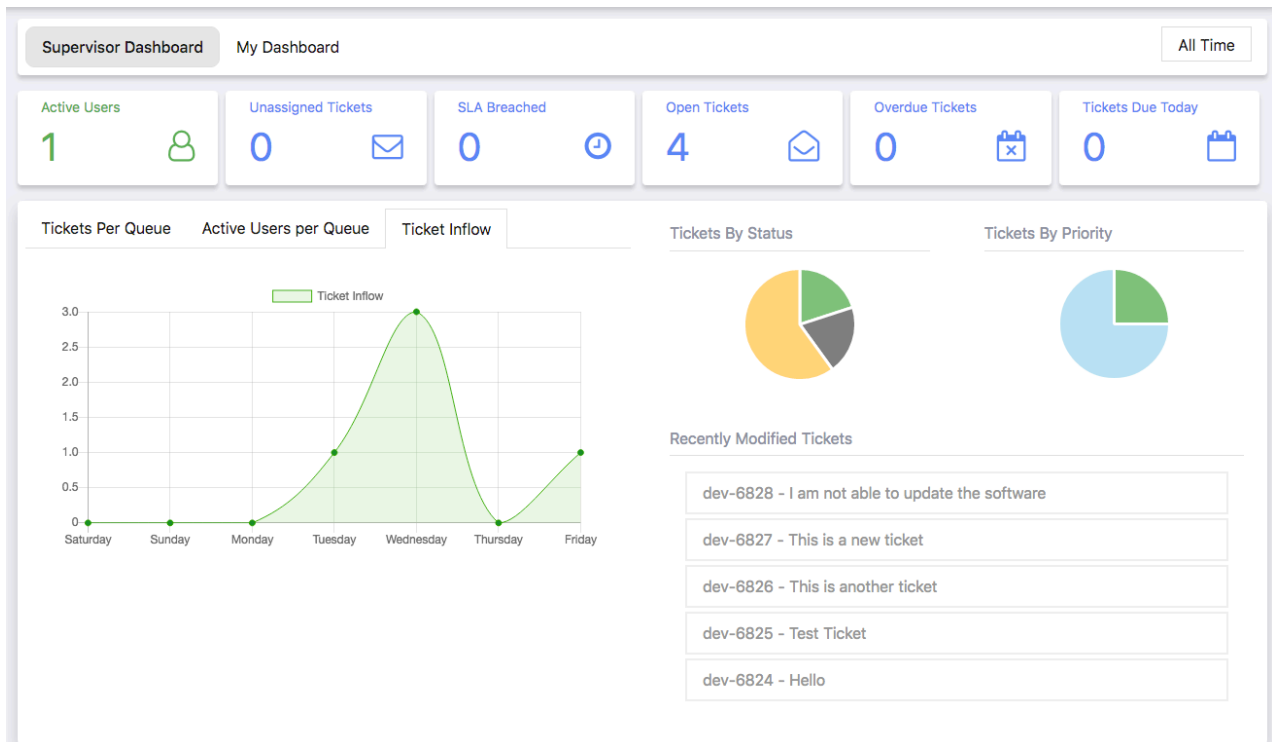 Supervisor Dashboard My Dashboard All Time
Active Users Unassigned Tickets SLA Breached Open Tickets Overdue Tickets Tickets Due Today
1 0 0 4 0 0
Tickets Per Queue Active Users per Queue Ticket Inflow
Ticket Inflow
3.0
2.5
2.0
1.5
1.0
0.5
0
Saturday Sunday Monday Tuesday Wednesday Thursday Friday
Tickets By Status
Tickets By Priority
Recently Modified Tickets
dev-6828 - I am not able to update the software
dev-6827 - This is a new ticket
dev-6826 - This is another ticket
dev-6825 - Test Ticket
dev-6824 - Hello